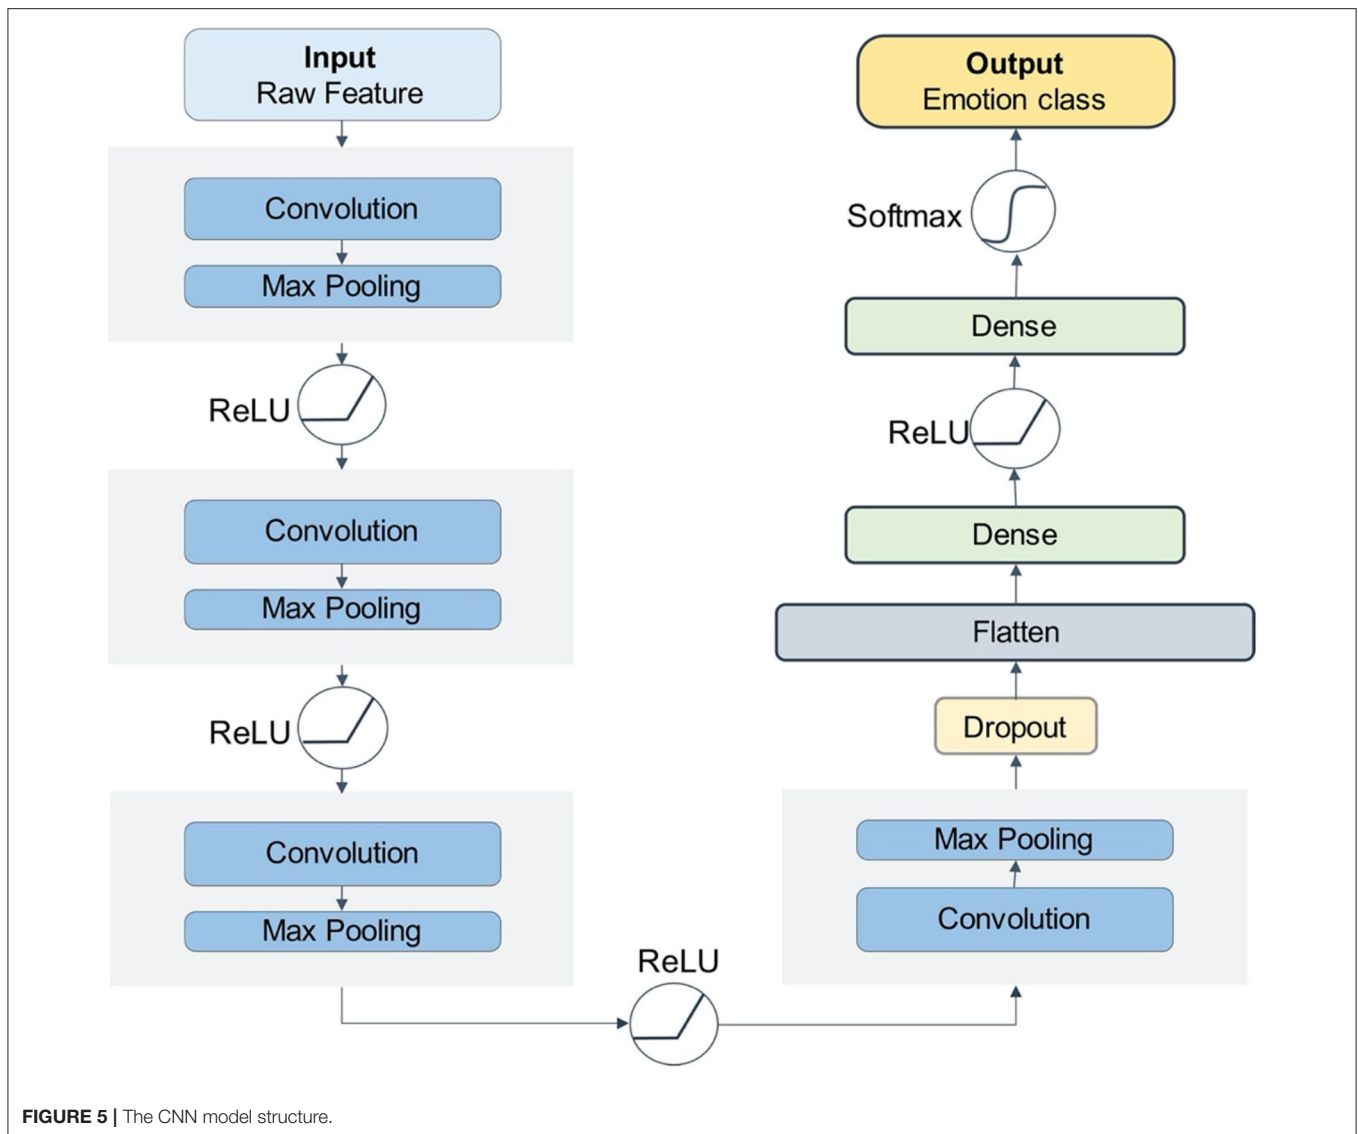 Input
Raw Feature
Convolution
Max Pooling
ReLU
Convolution
Max Pooling
ReLU
Convolution
Max Pooling
ReLU
Convolution
Max Pooling
Dropout
Flatten
Dense
ReLU
Dense
Softmax
Output
Emotion class
FIGURE 5 | The CNN model structure.